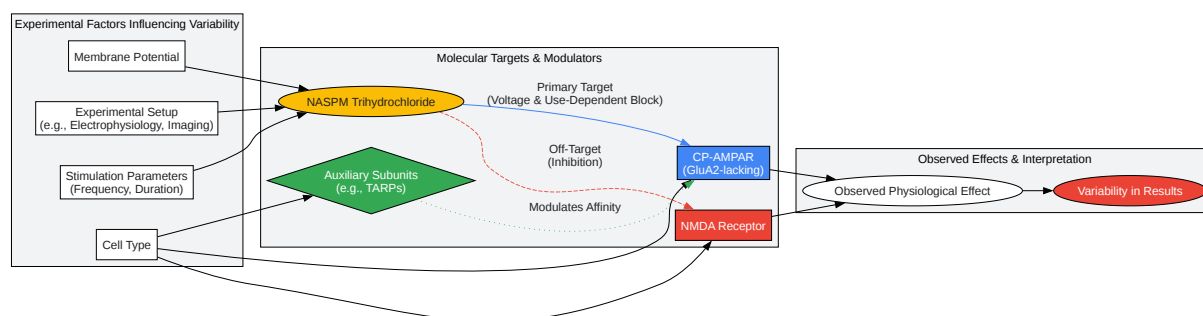 Experimental Factors Influencing Variability
Membrane Potential
Experimental Setup
(e.g., Electrophysiology, Imaging)
Stimulation Parameters
(Frequency, Duration)
Cell Type
Molecular Targets & Modulators
NASPM Trihydrochloride
Primary Target
(Voltage & Use-Dependent Block)
Off-Target
(Inhibition)
Auxiliary Subunits
(e.g., TARPs)
Modulates Affinity
CP-AMPAR
(GluA2-lacking)
NMDA Receptor
Observed Effects & Interpretation
Observed Physiological Effect
Variability in Results